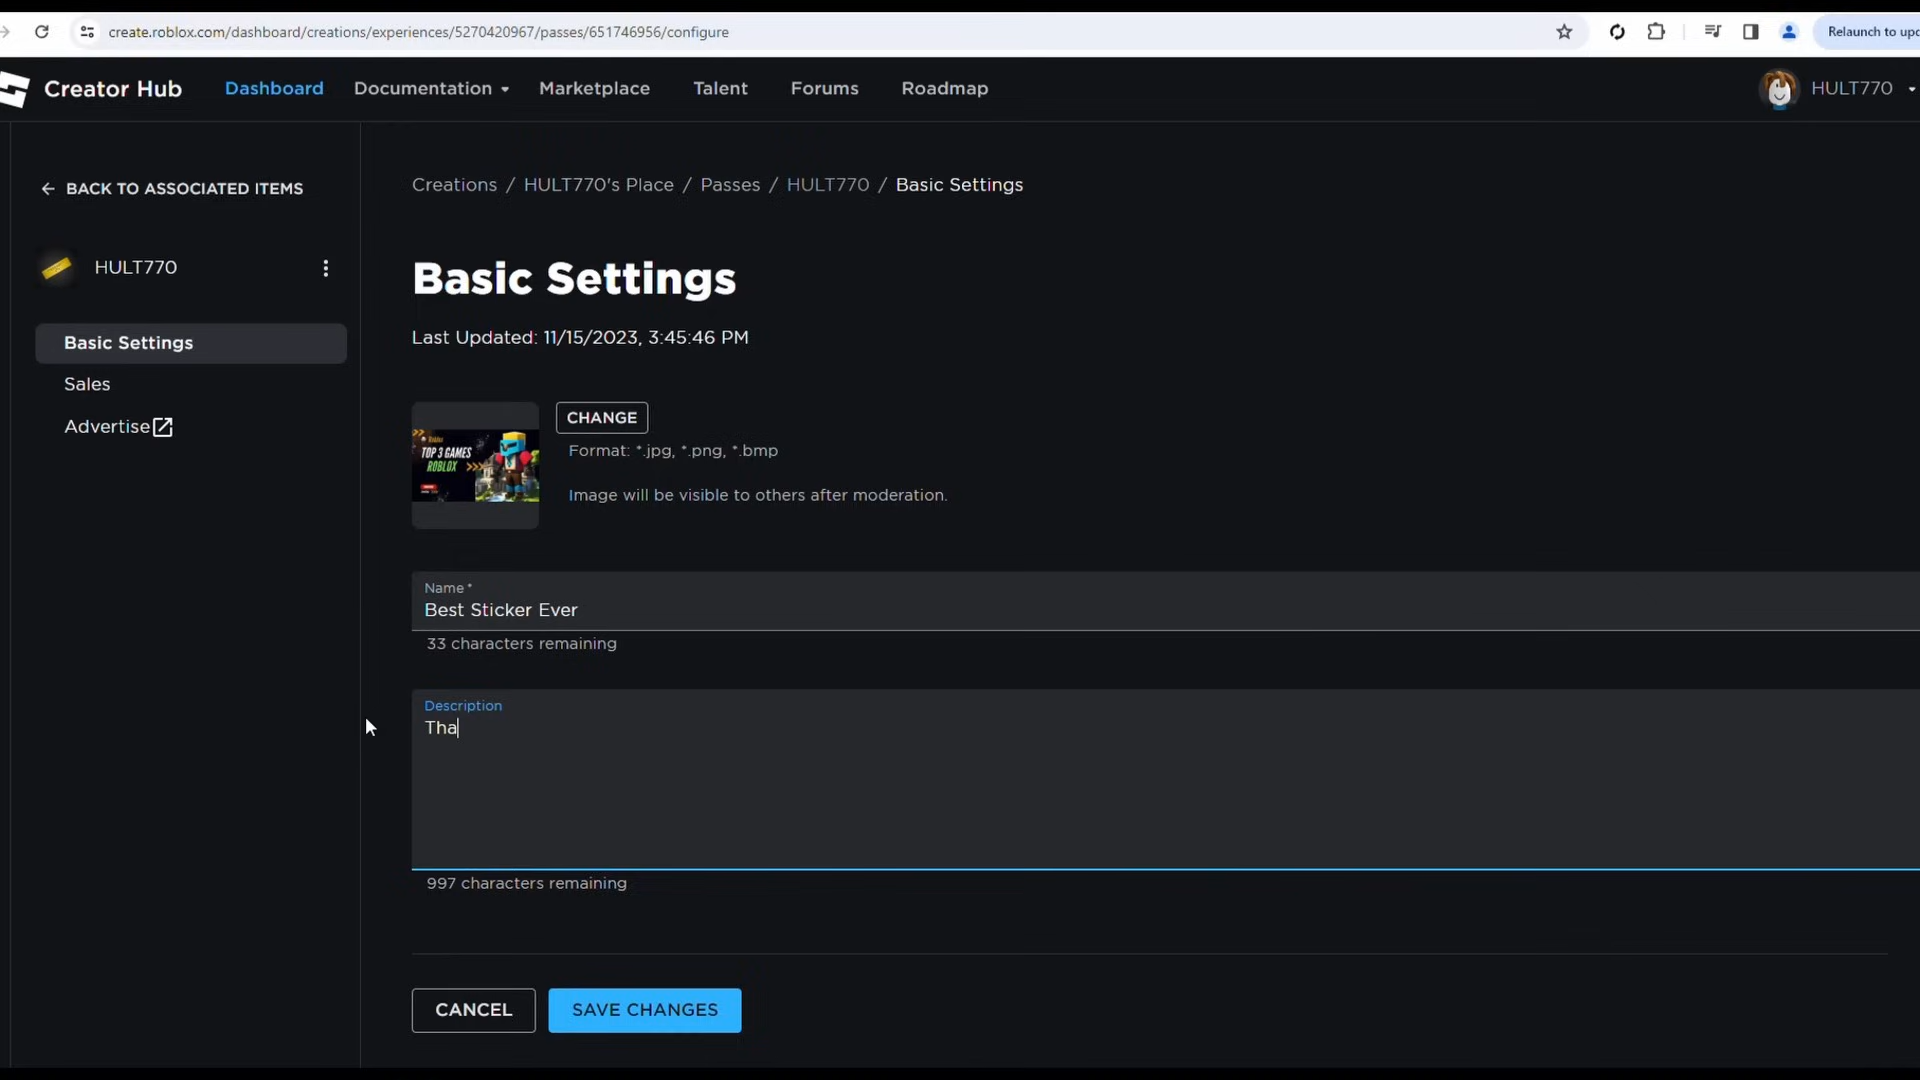 create.roblox.com/dashboard/creations/experiences/5270420967/passes/651746956/configure
Relaunch to upd
Creator Hub
Dashboard
Documentation
Marketplace
Talent
Forums
Roadmap
HULT770
BACK TO ASSOCIATED ITEMS
HULT770
Basic Settings
Sales
Advertise
Creations / HULT770's Place / Passes / HULT770 / Basic Settings
Basic Settings
Last Updated: 11/15/2023, 3:45:46 PM
TOP 3 GAMES
ROBLOX
CHANGE
Format: *.jpg, *.png, *.bmp
Image will be visible to others after moderation.
Name *
Best Sticker Ever
33 characters remaining
Description
Tha
997 characters remaining
CANCEL
SAVE CHANGES